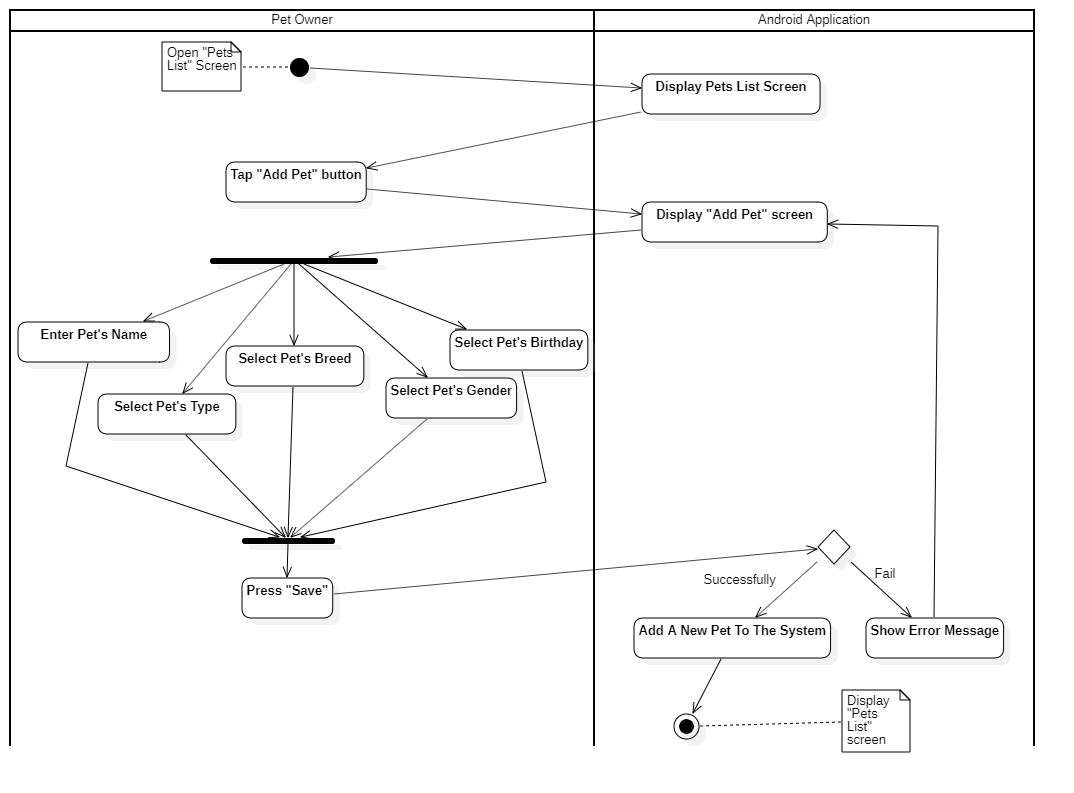 Pet Owner
Android Application
Open "Pets
List" Screen
Display Pets List Screen
Tap "Add Pet" button
Display "Add Pet" screen
Enter Pet's Name
Select Pet's Birthday
Select Pet's Breed
Select Pet's Gender
Select Pet's Type
Press "Save"
Successfully
Fail
Add A New Pet To The System
Show Error Message
Display
"Pets
List"
screen